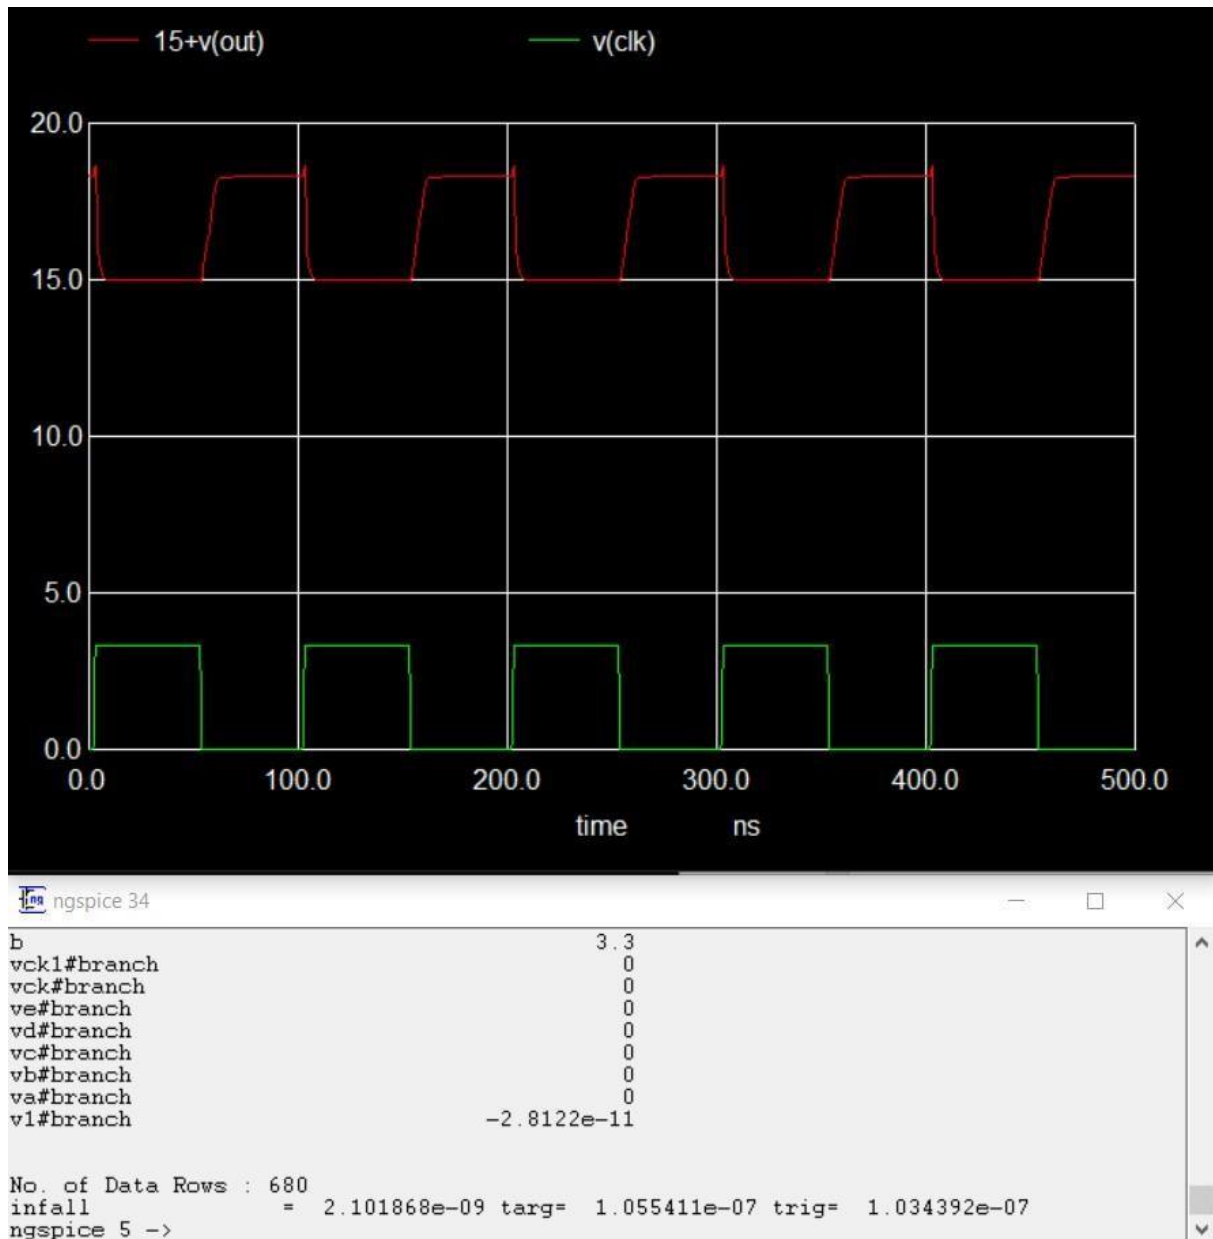 15+v(out) v(clk)
20.0
15.0
10.0
5.0
0.0
0.0 100.0 200.0 300.0 400.0 500.0
time ns
ngspice 34
b 3.3
vck1#branch 0
vck#branch 0
ve#branch 0
vd#branch 0
vc#branch 0
vb#branch 0
va#branch 0
v1#branch -2.8122e-11
No. of Data Rows : 680
infall = 2.101868e-09 targ= 1.055411e-07 trig= 1.034392e-07
ngspice 5 ->